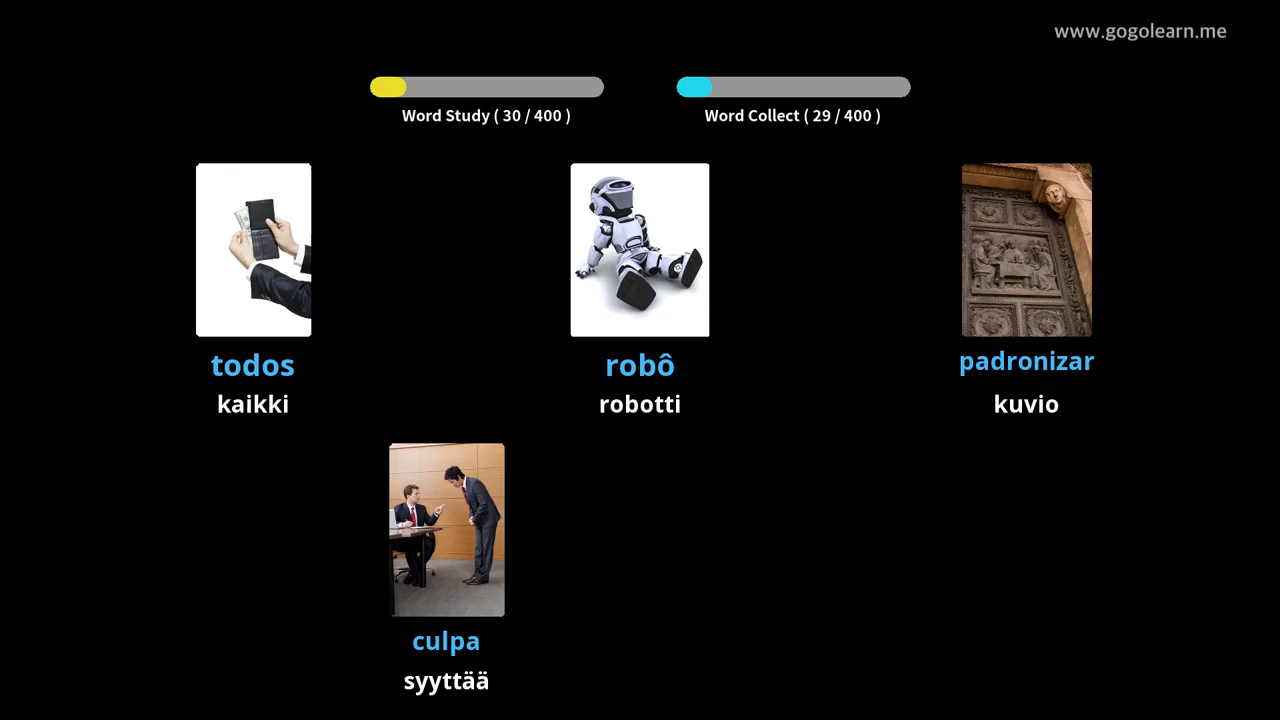 www.gogolearn.me
Word Study ( 30 / 400 )
Word Collect ( 29 / 400 )
todos
kaikki
robô
robotti
padronizar
kuvio
culpa
syyttää